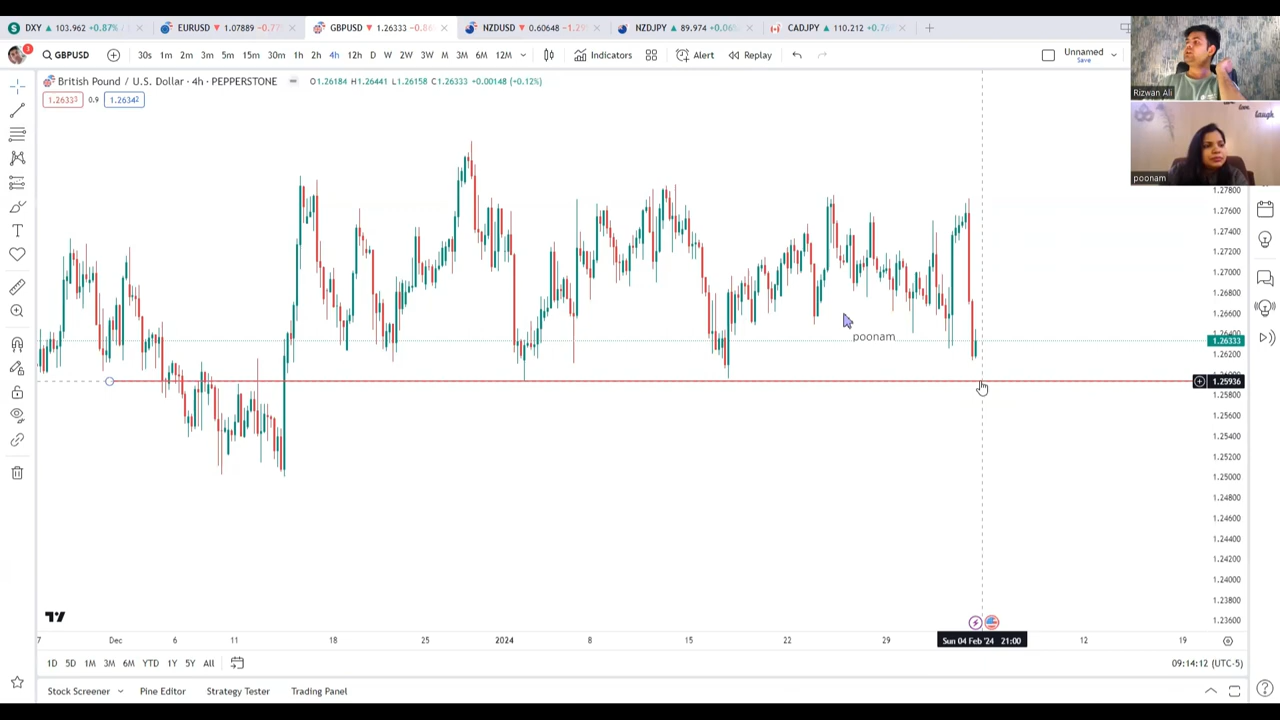 DXY 103.962 +0.87%
EURUSD 1.07889
GBPUSD 1.26333
NZDUSD 0.60648 -1.29
NZDJPY 89.974 +0.06
CADJPY 110.212 +0.7
3 GBPUSD 30s 1m 2m 3m 5m 15m 30m 1h 2h 4h 12h D W 2W 3W M 3M 6M 12M Indicators Alert Replay Unnamed
Save
British Pound / U.S. Dollar · 4h · PEPPERSTONE O1.26184 H1.26441 L1.26158 C1.26333 +0.00148 (+0.12%)
1.26333 0.9 1.26342
Rizwan Ali
love
laugh
poonam
1.27800
1.27600
1.27400
1.27200
1.27000
1.26800
1.26600
poonam
1.26333
1.26200
1.25936
1.25800
1.25600
1.25400
1.25200
1.25000
1.24800
1.24600
1.24400
1.24200
1.24000
1.23800
1.23600
7 Dec 6 11 18 25 2024 8 15 22 29 Sun 04 Feb '24 21:00 12 19
1D 5D 1M 3M 6M YTD 1Y 5Y All 09:14:12 (UTC-5)
Stock Screener Pine Editor Strategy Tester Trading Panel